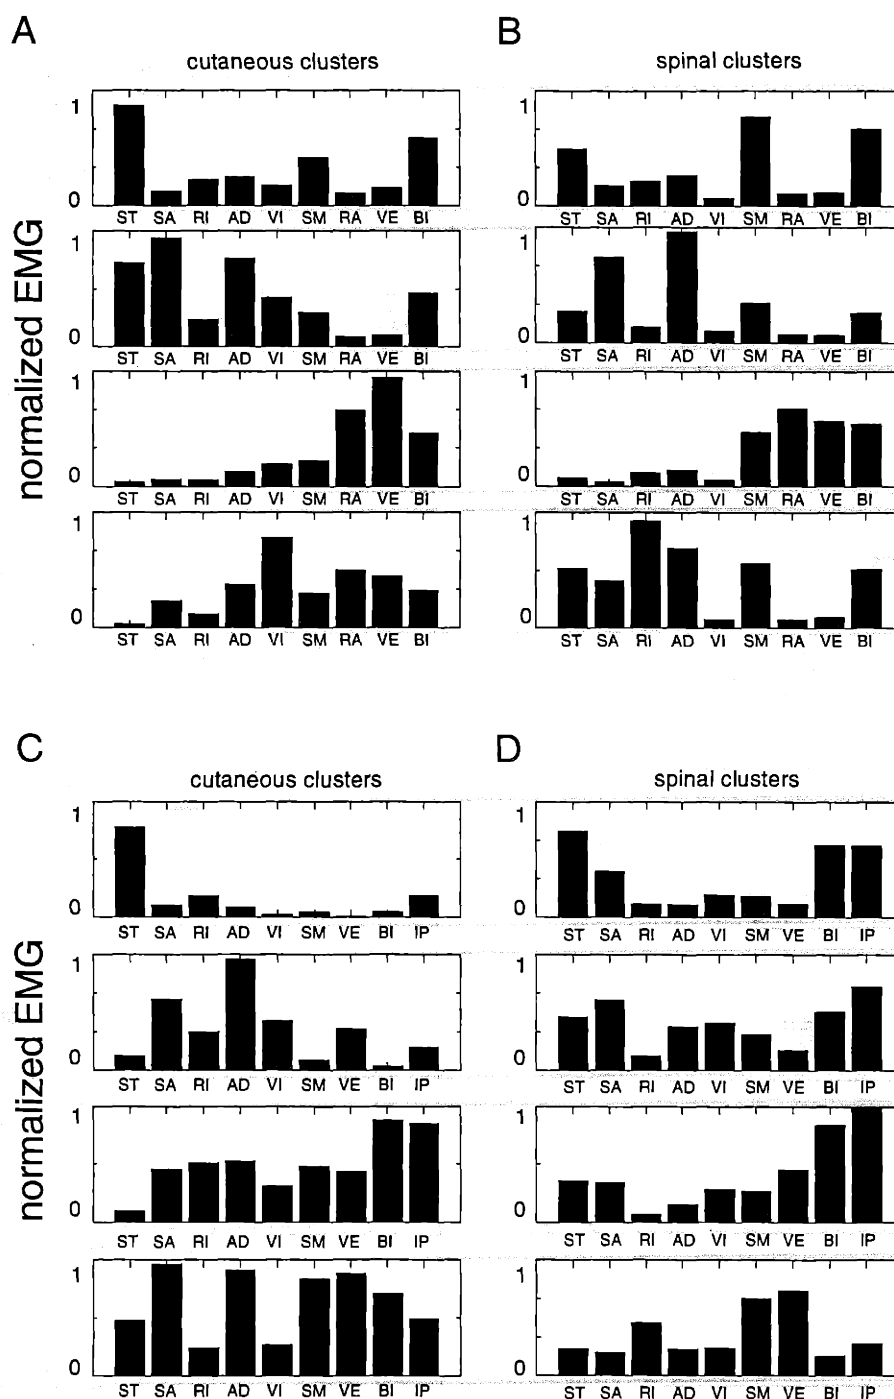 A B
cutaneous clusters spinal clusters
1 1
0 0
ST SA RI AD VI SM RA VE BI ST SA RI AD VI SM RA VE BI
1 1
0 0
ST SA RI AD VI SM RA VE BI ST SA RI AD VI SM RA VE BI
normalized EMG
1 1
0 0
ST SA RI AD VI SM RA VE BI ST SA RI AD VI SM RA VE BI
1 1
0 0
ST SA RI AD VI SM RA VE BI ST SA RI AD VI SM RA VE BI
C D
cutaneous clusters spinal clusters
1 1
0 0
ST SA RI AD VI SM VE BI IP ST SA RI AD VI SM VE BI IP
1 1
0 0
ST SA RI AD VI SM VE BI IP ST SA RI AD VI SM VE BI IP
normalized EMG
1 1
0 0
ST SA RI AD VI SM VE BI IP ST SA RI AD VI SM VE BI IP
1 1
0 0
ST SA RI AD VI SM VE BI IP ST SA RI AD VI SM VE BI IP